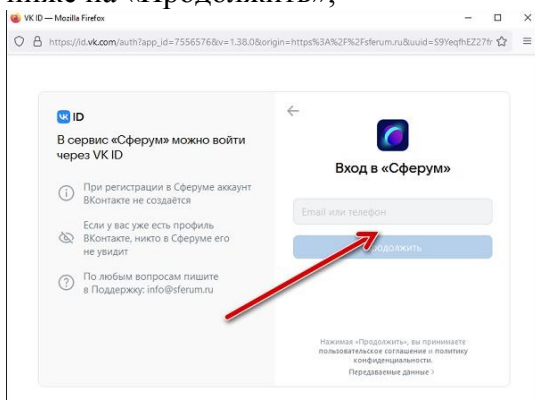 ниже на «Продолжить»;
VK ID — Mozilla Firefox
https://id.vk.com/auth?app_id=7556576&v=1.38.0&origin=https%3A%2F%2Fsferum.ru&uuid=S9YeqfhEZ27fr
VK ID
В сервис «Сферум» можно войти
через VK ID
При регистрации в Сферуме аккаунт
ВКонтакте не создаётся
Если у вас уже есть профиль
ВКонтакте, никто в Сферуме его
не увидит
По любым вопросам пишите
в Поддержку: info@sferum.ru
Вход в «Сферум»
Email или телефон
Продолжить
Нажимая «Продолжить», вы принимаете
пользовательское соглашение и политику
конфиденциальности.
Передаваемые данные